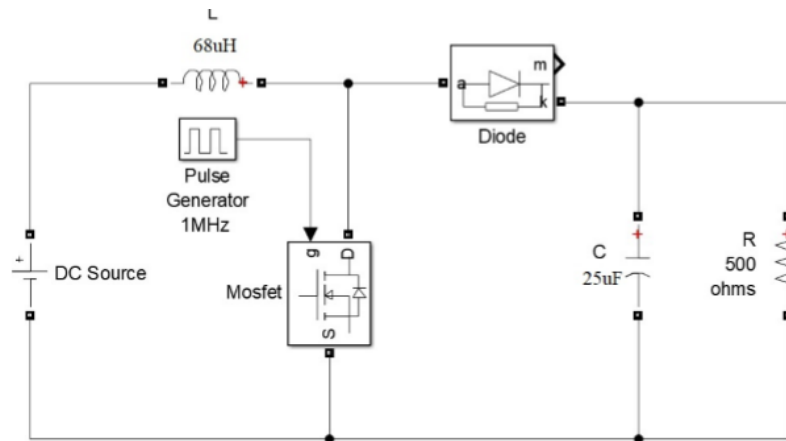 L
68uH
m
a
k
Diode
Pulse
Generator
1MHz
g
D
DC Source
Mosfet
S
C
25uF
R
500
ohms